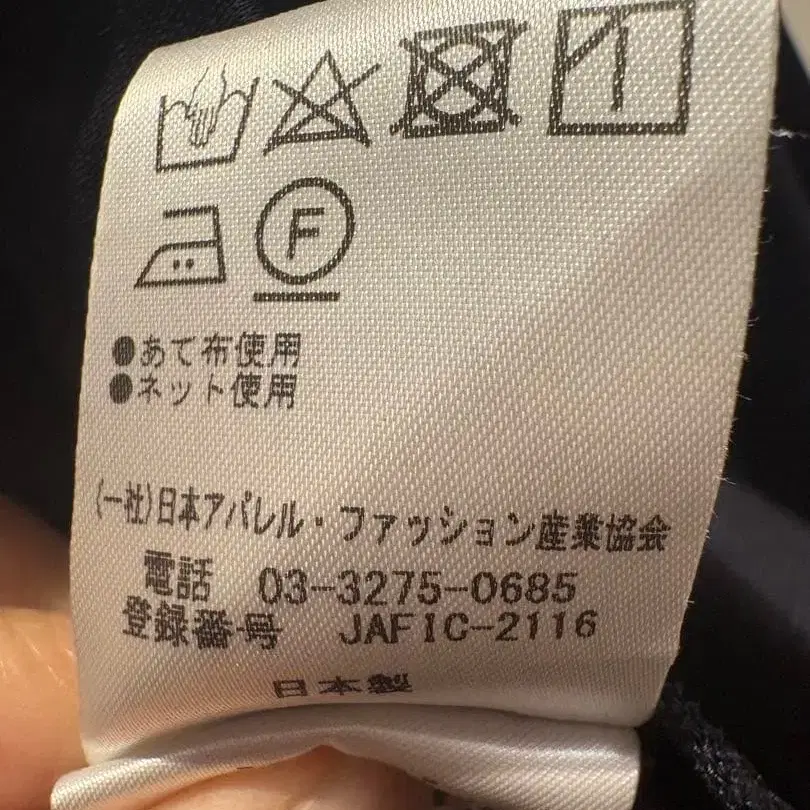 F
●あて布使用
●ネット使用
(一社)日本アパレル・ファッション産業協会
電話 03-3275-0685
登録番号 JAFIC-2116
日本製